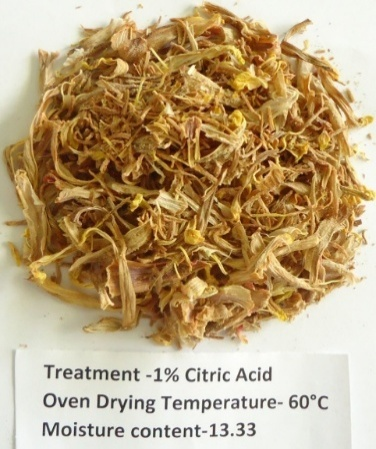 Treatment -1% Citric Acid
Oven Drying Temperature- 60°C
Moisture content-13.33